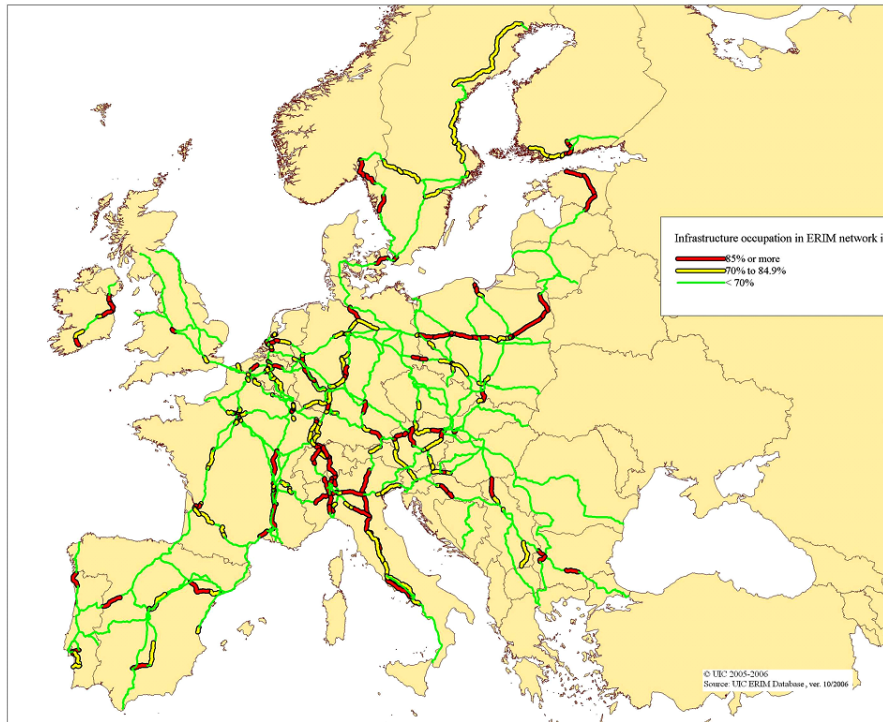 Infrastructure occupation in ERIM network i
85% or more
70% to 84.9%
< 70%
© UIC 2005-2006
Source: UIC ERIM Database, ver. 10/2006